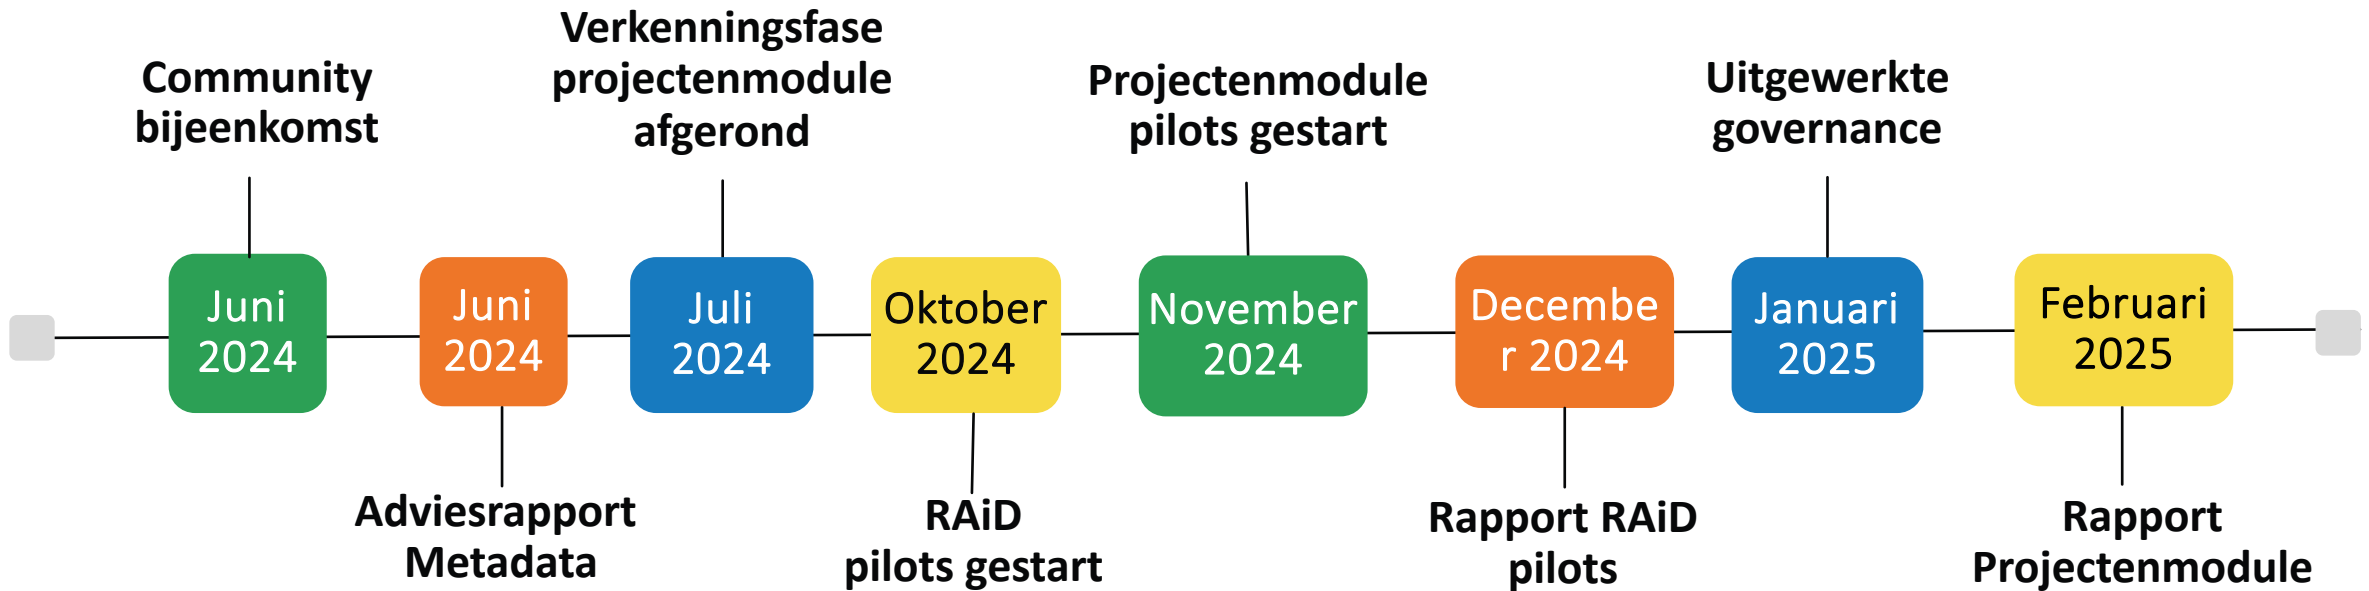 Community
bijeenkomst
Verkenningsfase
projectenmodule
afgerond
Projectenmodule
pilots gestart
Uitgewerkte
governance
Juni
2024
Juni
2024
Juli
2024
Oktober
2024
November
2024
Decembe
r 2024
Januari
2025
Februari
2025
Adviesrapport
Metadata
RAiD
pilots gestart
Rapport RAiD
pilots
Rapport
Projectenmodule